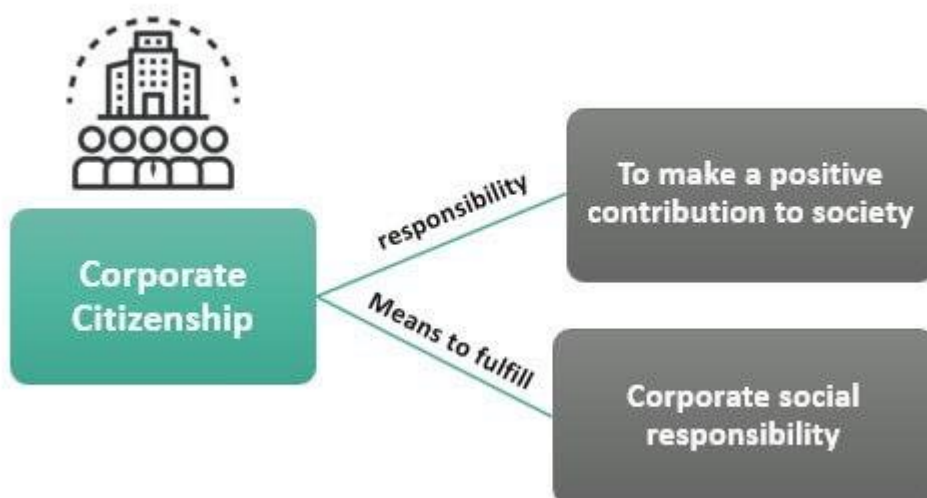 Corporate
Citizenship
responsibility
To make a positive
contribution to society
Means to fulfill
Corporate social
responsibility